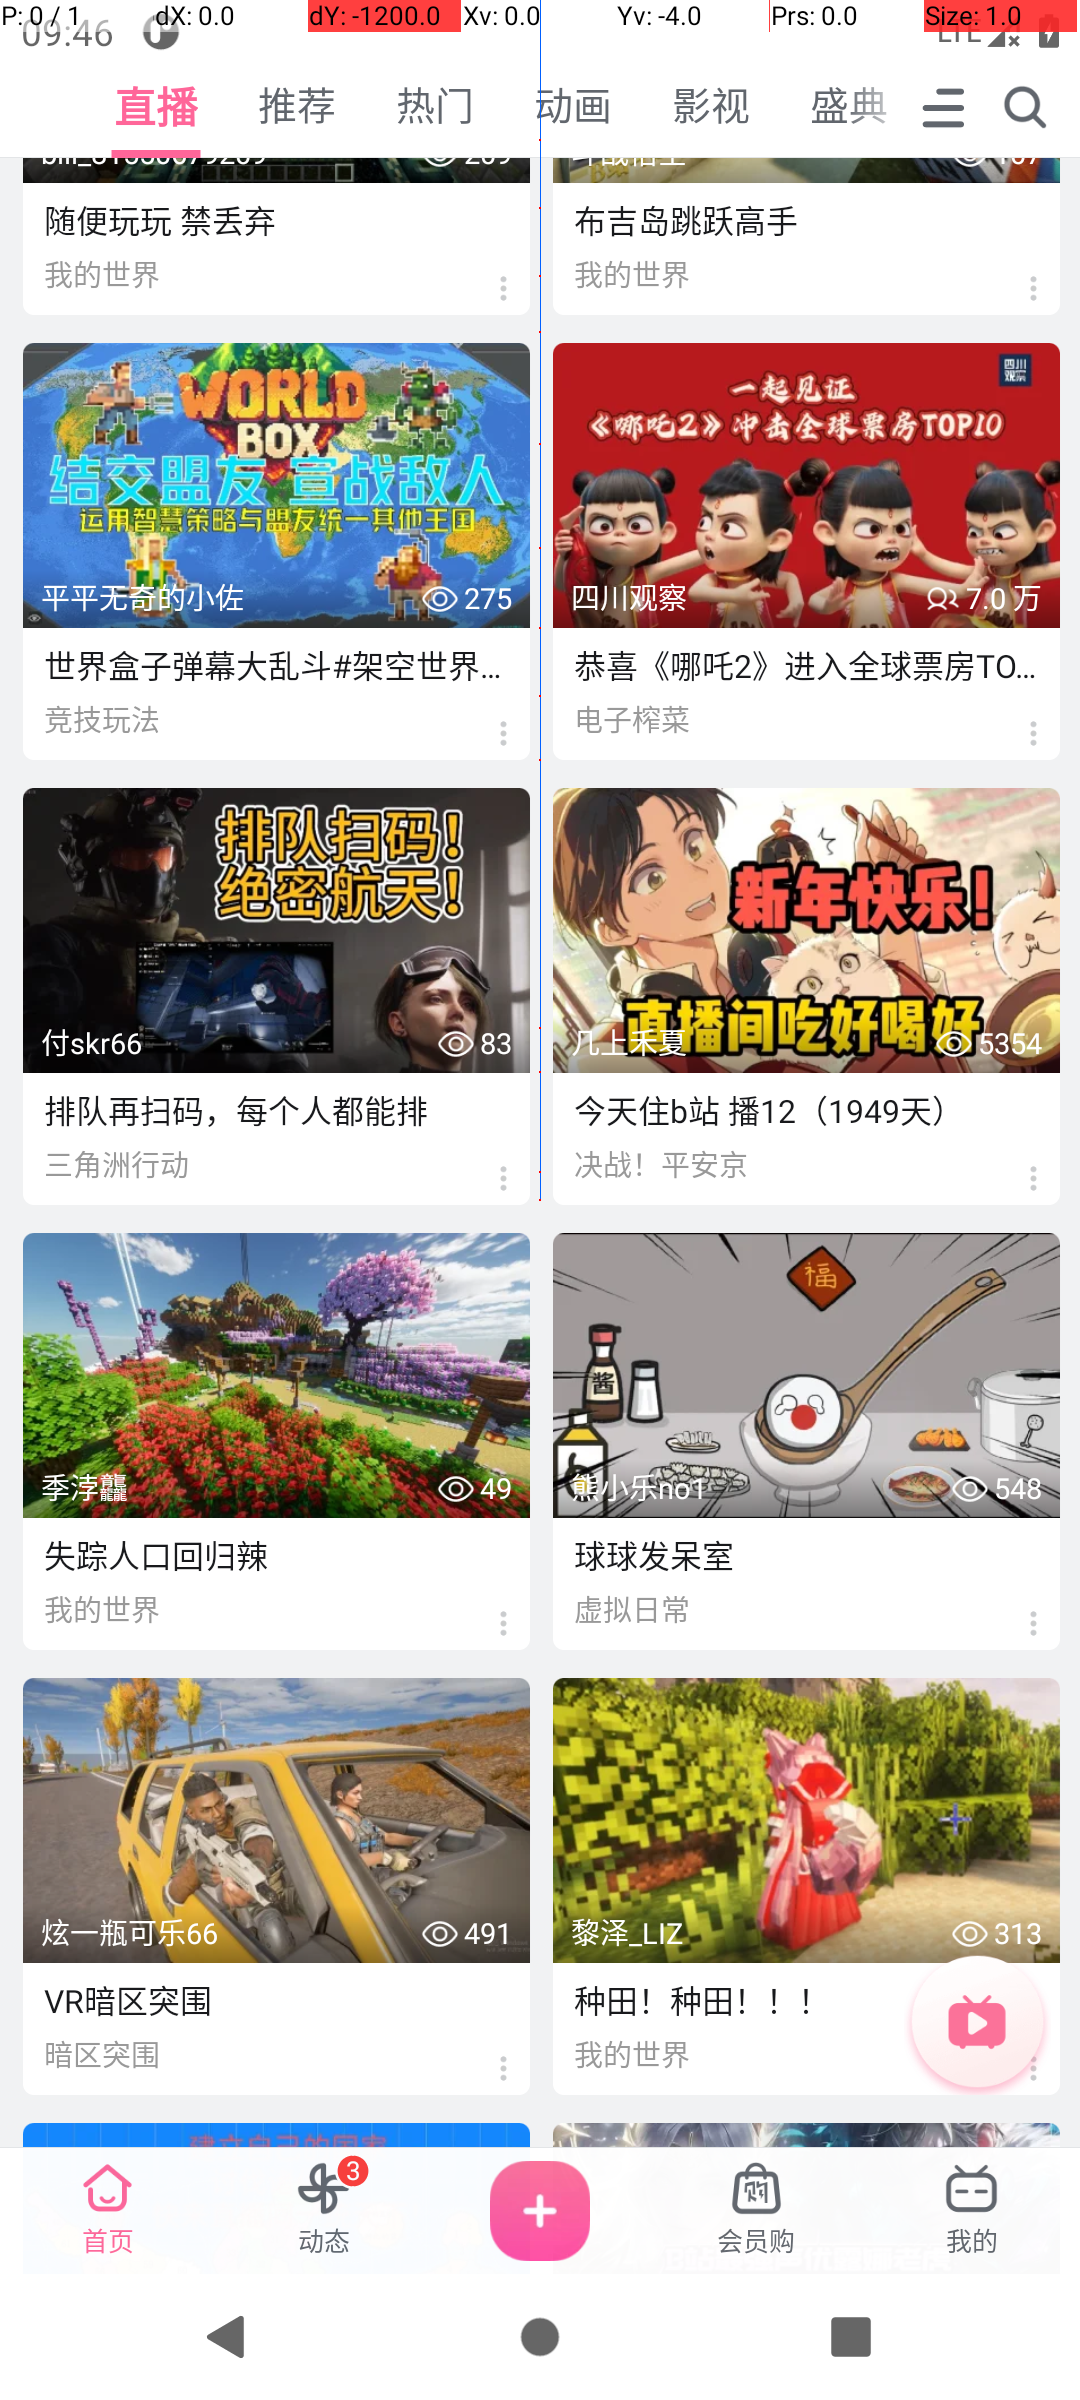 P: 0 / 1 dX: 0.0 dY: -1200.0 Xv: 0.0 Yv: -4.0 Prs: 0.0 Size: 1.0
09:46 LTE
直播 推荐 热门 动画 影视 盛典
随便玩玩 禁丢弃
我的世界
布吉岛跳跃高手
我的世界
WORLD
BOX
结交盟友 宣战敌人
运用智慧策略与盟友统一其他王国
平平无奇的小佐 275
世界盒子弹幕大乱斗#架空世界...
竞技玩法
四川
观察
一起见证
《哪吒2》冲击全球票房TOP10
四川观察 7.0 万
恭喜《哪吒2》进入全球票房TO...
电子榨菜
排队扫码!
绝密航天!
付skr66 83
排队再扫码，每个人都能排
三角洲行动
新年快乐!
直播间吃好喝好
几上禾夏 5354
今天住b站 播12（1949天）
决战！平安京
季浡龘 49
失踪人口回归辣
我的世界
福
酱
熊小乐no1 548
球球发呆室
虚拟日常
炫一瓶可乐66 491
VR暗区突围
暗区突围
黎泽_LIZ 313
种田！种田！！！
我的世界
建立自己的国家
首页
动态 3
会员购
我的